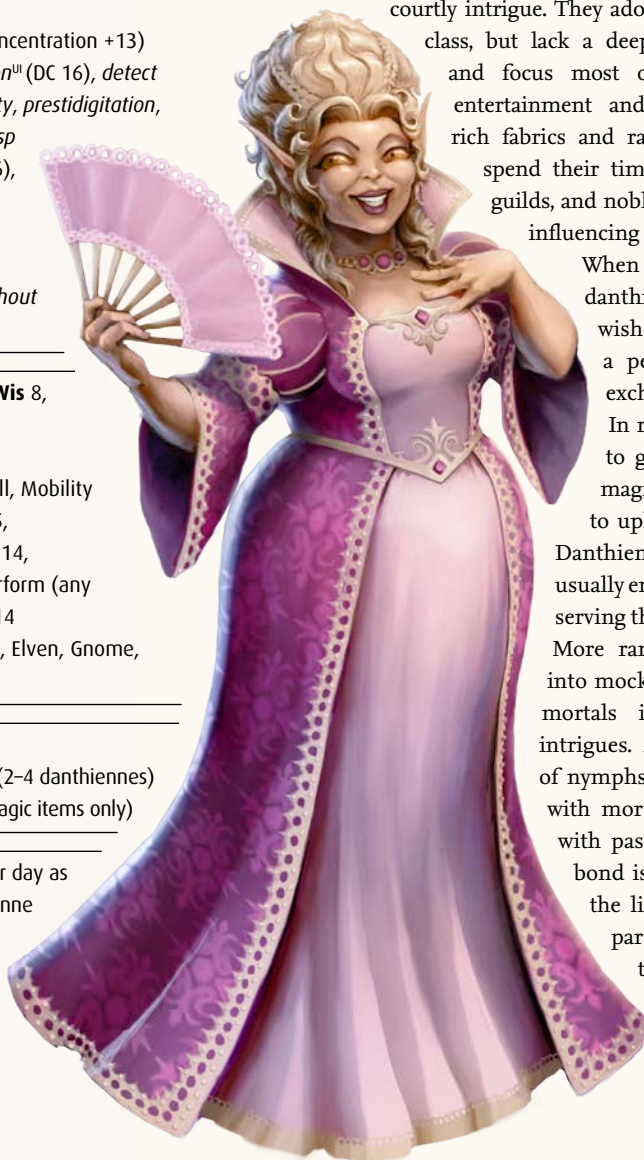 ncentration +13)
on^UI (DC 16), detect
ty, prestidigitation,
sp
6),
hout
Wis 8,
ll, Mobility
5,
14,
rform (any
14
, Elven, Gnome,
(2–4 danthiennes)
agic items only)
r day as
nne
courtly intrigue. They ado
class, but lack a deep
and focus most o
entertainment and
rich fabrics and ra
spend their tim
guilds, and nobl
influencing
When
danthi
wish
a pe
exch
In r
to g
magi
to up
Danthien
usually en
serving th
More ran
into mock
mortals i
intrigues.
of nymphs
with mor
with pas
bond is
the li
par
t